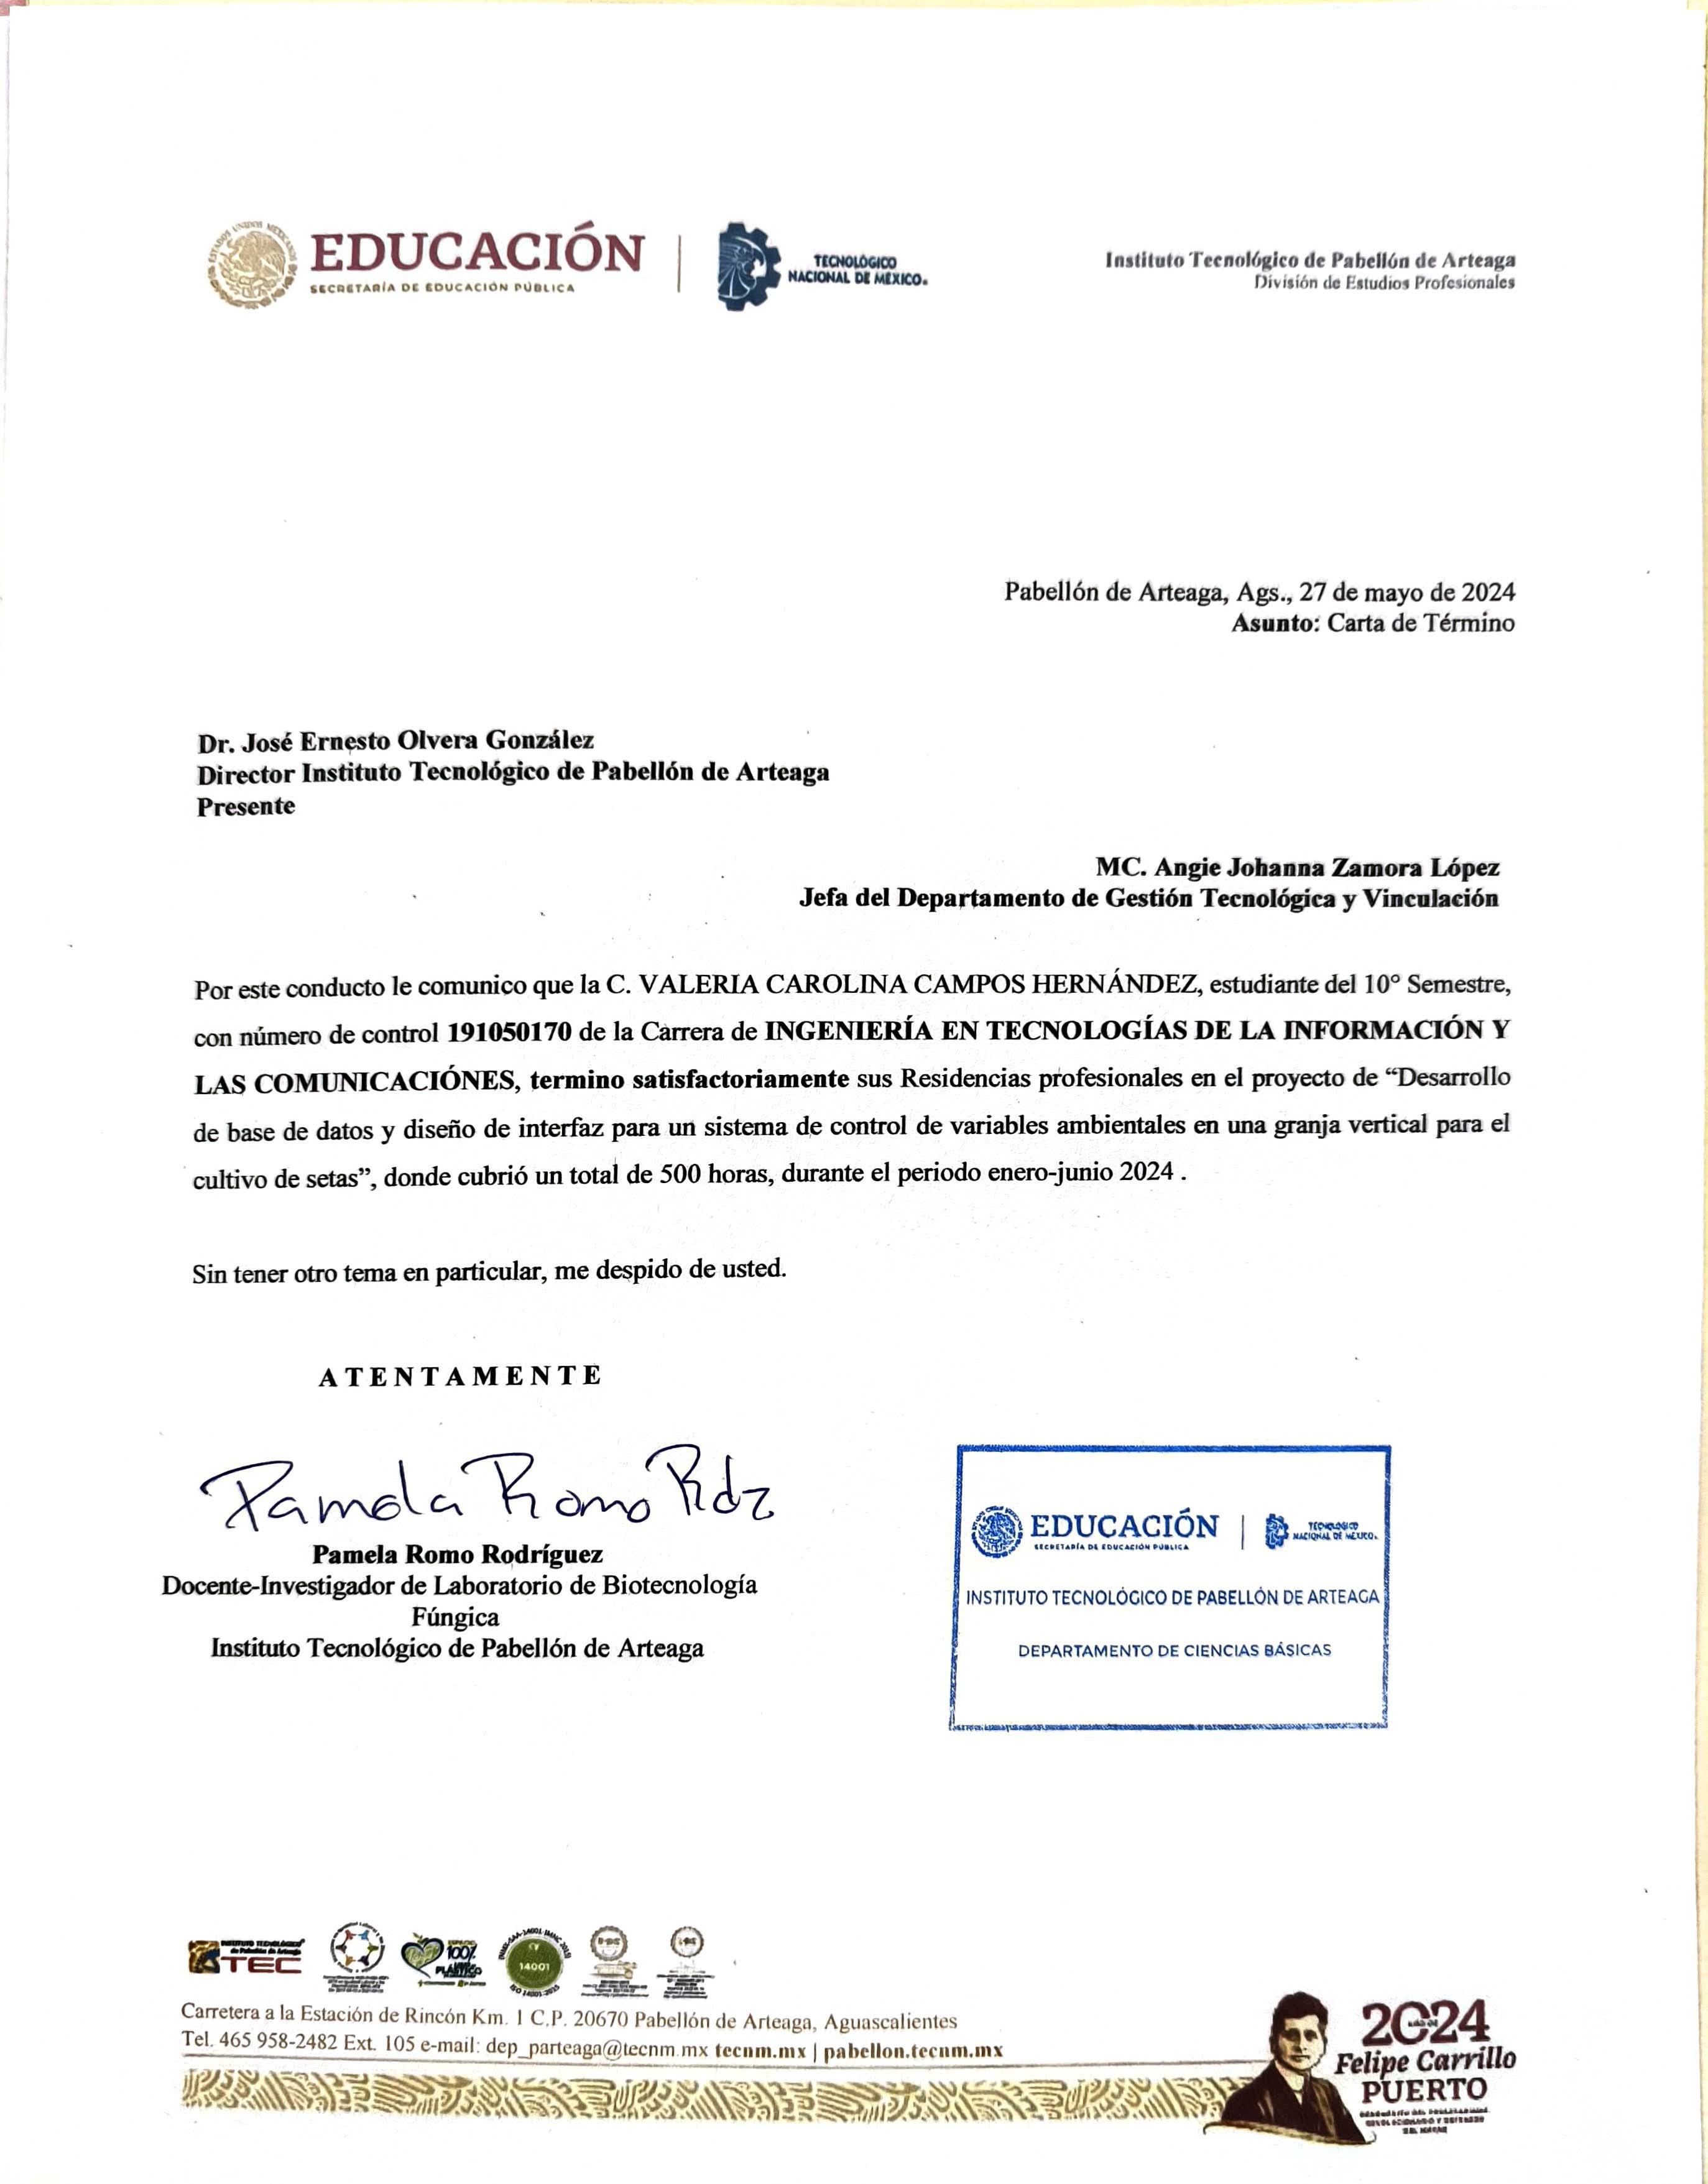 EDUCACIÓN
SECRETARÍA DE EDUCACIÓN PÚBLICA
TECNOLÓGICO
NACIONAL DE MÉXICO.
Instituto Tecnológico de Pabellón de Arteaga
División de Estudios Profesionales
Pabellón de Arteaga, Ags., 27 de mayo de 2024
Asunto: Carta de Término
Dr. José Ernesto Olvera González
Director Instituto Tecnológico de Pabellón de Arteaga
Presente
MC. Angie Johanna Zamora López
Jefa del Departamento de Gestión Tecnológica y Vinculación
Por este conducto le comunico que la C. VALERIA CAROLINA CAMPOS HERNÁNDEZ, estudiante del 10° Semestre,
con número de control 191050170 de la Carrera de INGENIERÍA EN TECNOLOGÍAS DE LA INFORMACIÓN Y
LAS COMUNICACIÓNES, termino satisfactoriamente sus Residencias profesionales en el proyecto de “Desarrollo
de base de datos y diseño de interfaz para un sistema de control de variables ambientales en una granja vertical para el
cultivo de setas”, donde cubrió un total de 500 horas, durante el periodo enero-junio 2024 .
Sin tener otro tema en particular, me despido de usted.
ATENTAMENTE
Pamela Romo Rdz
Pamela Romo Rodríguez
Docente-Investigador de Laboratorio de Biotecnología
Fúngica
Instituto Tecnológico de Pabellón de Arteaga
EDUCACIÓN
SECRETARÍA DE EDUCACIÓN PÚBLICA
TECNOLÓGICO
NACIONAL DE MÉXICO.
INSTITUTO TECNOLÓGICO DE PABELLÓN DE ARTEAGA
DEPARTAMENTO DE CIENCIAS BÁSICAS
TEC
100%
PLÁSTICO
14001
ISO 14001:2015
Carretera a la Estación de Rincón Km. 1 C.P. 20670 Pabellón de Arteaga, Aguascalientes
Tel. 465 958-2482 Ext. 105 e-mail: dep_parteaga@tecnm.mx tecnm.mx | pabellon.tecnm.mx
2024
Felipe Carrillo
PUERTO